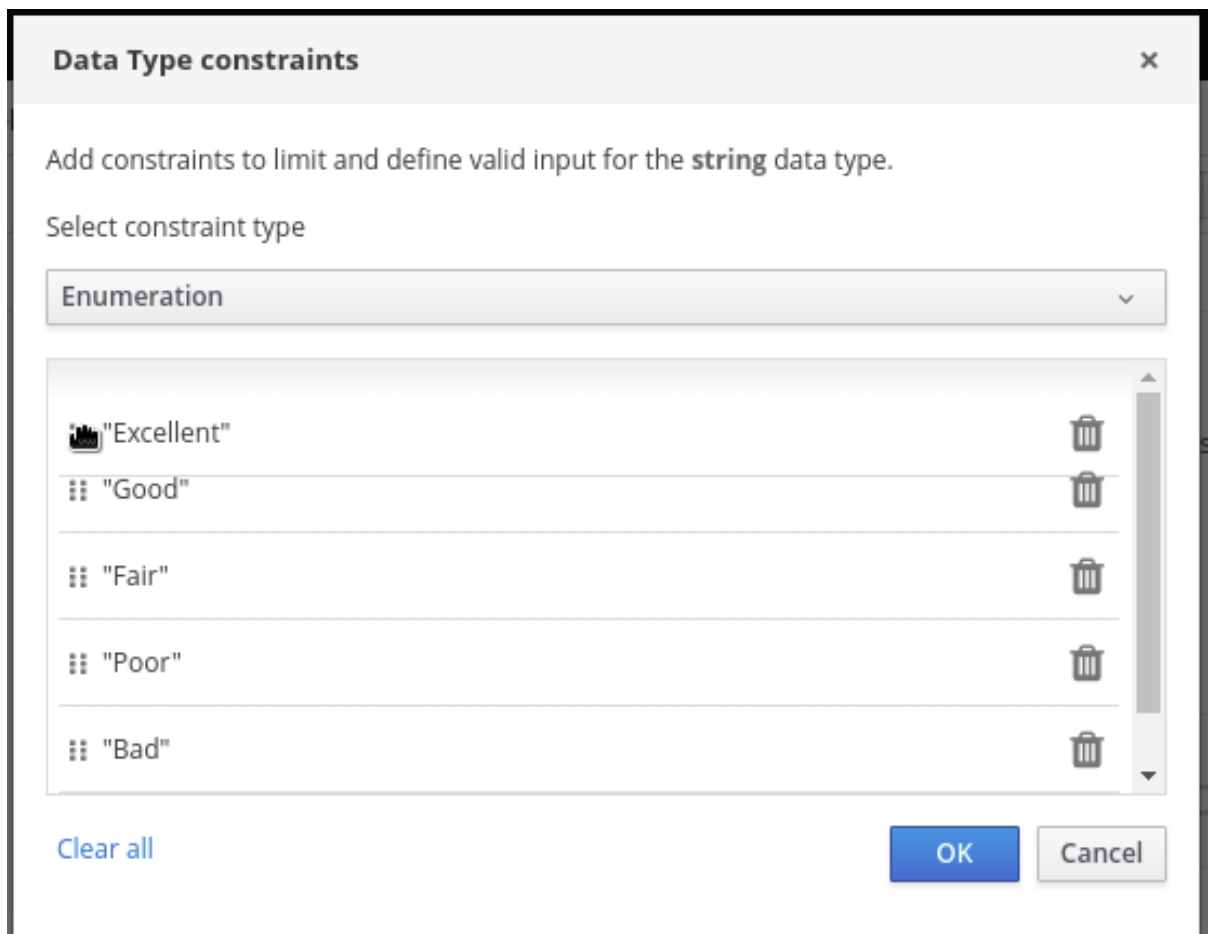 Data Type constraints
Add constraints to limit and define valid input for the string data type.
Select constraint type
Enumeration
"Excellent"
"Good"
"Fair"
"Poor"
"Bad"
Clear all
OK
Cancel